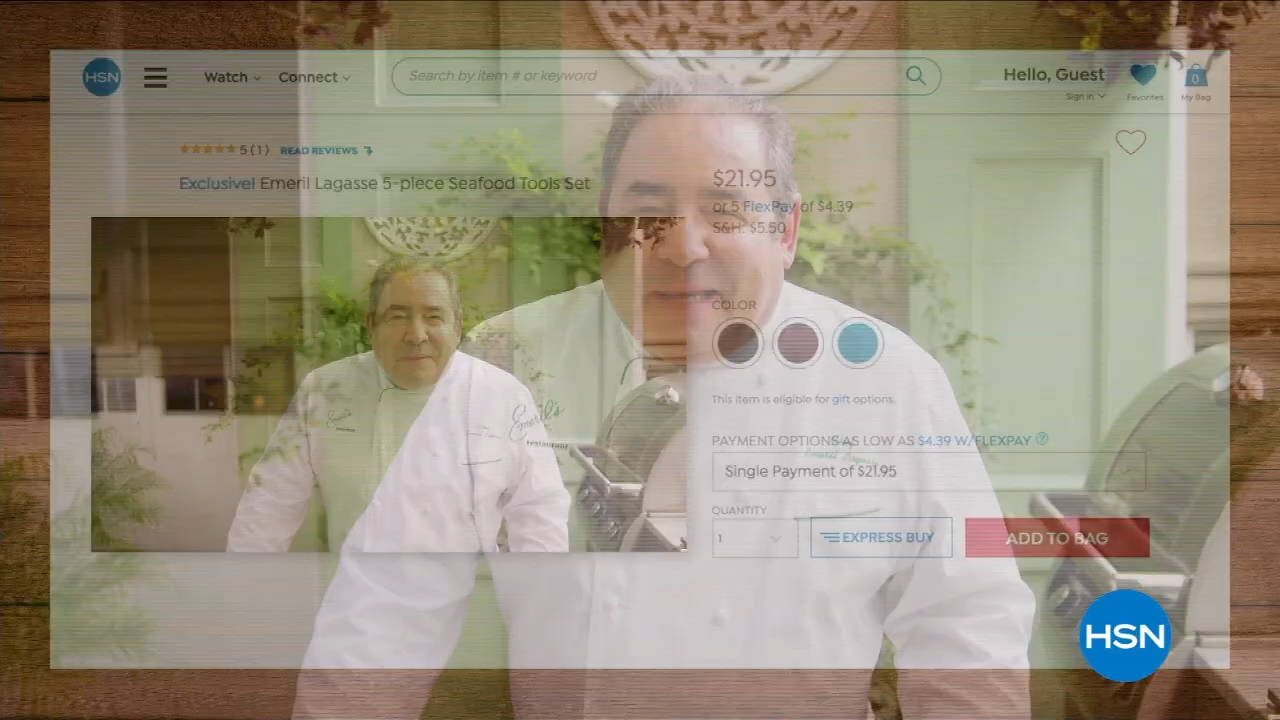 HSN
Watch
Connect
Search by item # or keyword
Hello, Guest
Sign in
Favorites
0
My Bag
5 (1)
READ REVIEWS
Exclusive! Emeril Lagasse 5-piece Seafood Tools Set
$21.95
or 5 FlexPay of $4.39
S&H: $5.50
COLOR
This item is eligible for gift options.
Emeril's
Emeril's
restaurant
PAYMENT OPTIONS AS LOW AS $4.39 W/FLEXPAY ?
Single Payment of $21.95
QUANTITY
1
EXPRESS BUY
ADD TO BAG
HSN